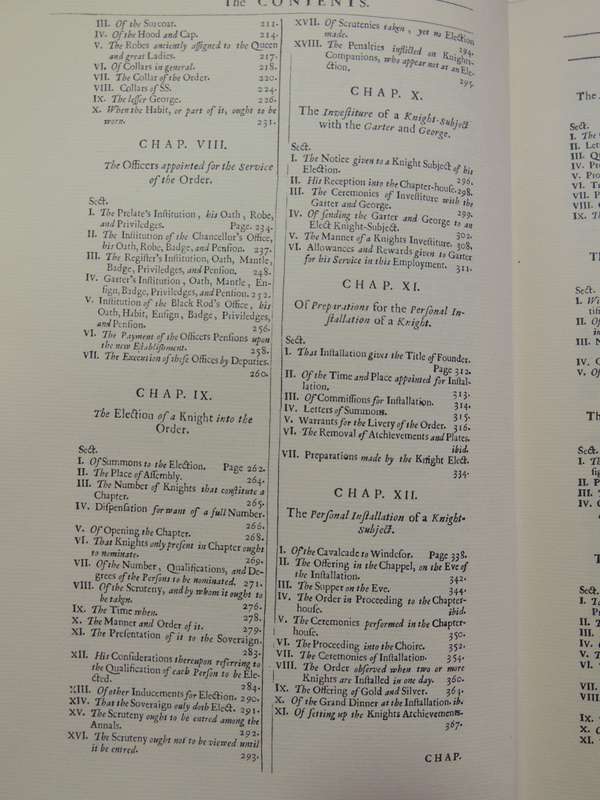 The CONTENTS.
III. Of the Surcoat. 211.
IV. Of the Hood and Cap. 214.
V. The Robes anciently aſſigned to the Queen
and great Ladies. 217.
VI. Of Collars in general. 218.
VII. The Collar of the Order. 220.
VIII. Collars of SS. 224.
IX. The leſſer George. 226.
X. When the Habit, or part of it, ought to be
worn. 231.
CHAP. VIII.
The Officers appointed for the Service
of the Order.
Sect.
I. The Prelate's Inſtitution, his Oath, Robe,
and Priviledges. Page. 234.
II. The Inſtitution of the Chancellor's Office,
his Oath, Robe, Badge, and Penſion. 237.
III. The Regiſter's Inſtitution, Oath, Mantle,
Badge, Priviledges, and Penſion. 248.
IV. Garter's Inſtitution, Oath, Mantle, En-
ſign, Badge, Priviledges, and Penſion. 252.
V. Inſtitution of the Black Rod's Office, his
Oath, Habit, Enſign, Badge, Priviledges,
and Penſion. 256.
VI. The Payment of the Officers Penſions upon
the new Eſtabliſhment. 258.
VII. The Execution of theſe Offices by Deputies.
260.
CHAP. IX.
The Election of a Knight into the
Order.
Sect.
I. Of Summons to the Election. Page 262.
II. The Place of Aſſembly. 264.
III. The Number of Knights that conſtitute a
Chapter. 265.
IV. Diſpenſation for want of a full Number.
266.
V. Of Opening the Chapter. 268.
VI. That Knights only preſent in Chapter ought
to nominate. 269.
VII. Of the Number, Qualifications, and De-
grees of the Perſons to be nominated. 271.
VIII. Of the Scruteny, and by whom it ought to
be taken. 276.
IX. The Time when. 278.
X. The Manner and Order of it. 279.
XI. The Preſentation of it to the Soveraign.
283.
XII. His Conſiderations thereupon referring to
the Qualification of each Perſon to be Ele-
cted. 284.
XIII. Of other Inducements for Election. 290.
XIV. That the Soveraign only doth Elect. 291.
XV. The Scruteny ought to be entred among the
Annals. 292.
XVI. The Scruteny ought not to be viewed until
it be entred. 293.
XVII. Of Scrutenies taken, yet no Election
made. 294.
XVIII. The Penalties inflicted on Knights-
Companions, who appear not at an Ele-
ction. 295.
CHAP. X.
The Inveſtiture of a Knight-Subject
with the Garter and George.
Sect.
I. The Notice given to a Knight Subject of his
Election. 296.
II. His Reception into the Chapter-houſe. 298.
III. The Ceremonies of Inveſtiture with the
Garter and George. 299.
IV. Of ſending the Garter and George to an
Elect Knight-Subject. 302.
V. The Manner of a Knights Inveſtiture. 308.
VI. Allowances and Rewards given to Garter
for his Service in this Employment. 311.
CHAP. XI.
Of Preparations for the Perſonal In-
ſtallation of a Knight.
Sect.
I. That Inſtallation gives the Title of Founder.
Page 312.
II. Of the Time and Place appointed for Inſtal-
lation. 313.
III. Of Commiſſions for Inſtallation. 314.
IV. Letters of Summons. 315.
V. Warrants for the Livery of the Order. 316.
VI. The Removal of Atchievements and Plates.
ibid.
VII. Preparations made by the Knight Elect.
334.
CHAP. XII.
The Perſonal Inſtallation of a Knight-
Subject.
I. Of the Cavalcade to Windeſor. Page 338.
II. The Offering in the Chappel, on the Eve of
the Inſtallation. 342.
III. The Supper on the Eve. 344.
IV. The Order in Proceeding to the Chapter-
houſe. ibid.
V. The Ceremonies performed in the Chapter-
houſe. 350.
VI. The Proceeding into the Choire. 352.
VII. The Ceremonies of Inſtallation. 354.
VIII. The Order obſerved when two or more
Knights are Inſtalled in one day. 360.
IX. The Offering of Gold and Silver. 363.
X. Of the Grand Dinner at the Inſtallation. ib.
XI. Of ſetting up the Knights Atchievements.
367.
CHAP.